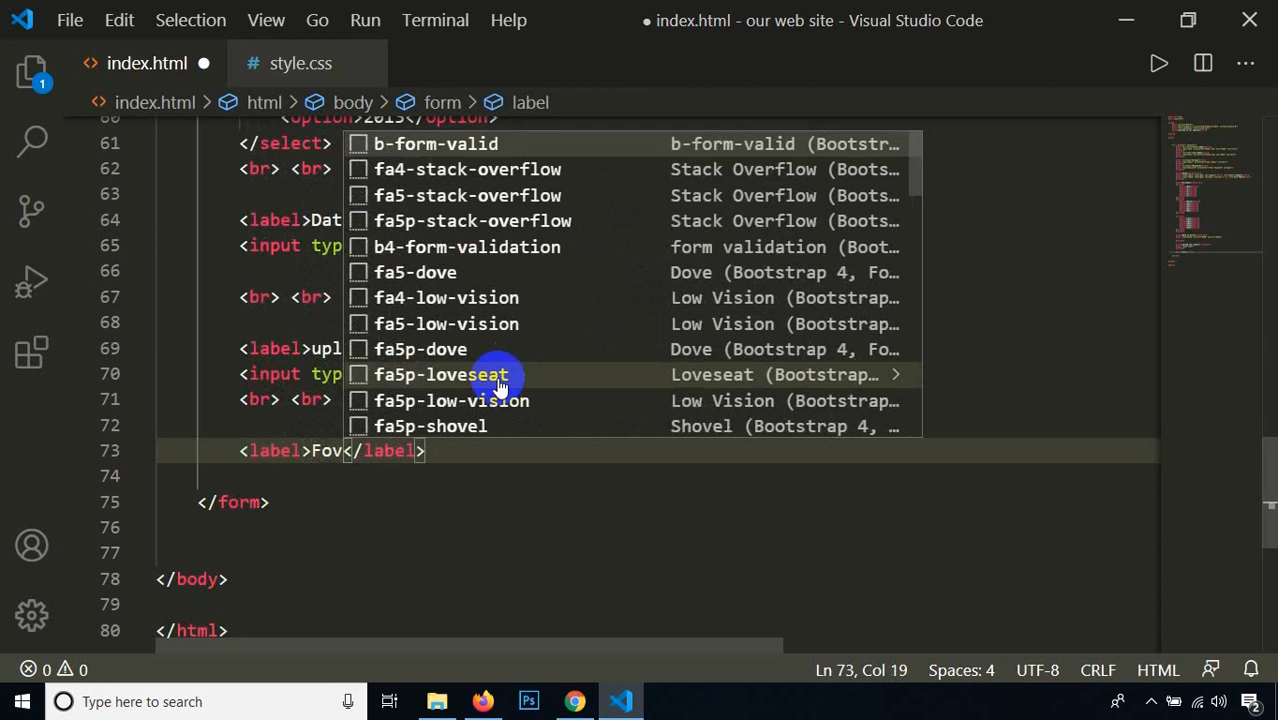 File Edit Selection View Go Run Terminal Help ● index.html - our web site - Visual Studio Code
<> index.html ● # style.css
<> index.html > html > body > form > label
60 <option>2013</option>
61 </select>
62 <br> <br>
63
64 <label>Dat
65 <input typ
66
67 <br> <br>
68
69 <label>upl
70 <input typ
71 <br> <br>
72
73 <label>Fov</label>
74
75 </form>
76
77
78 </body>
79
80 </html>
b-form-valid b-form-valid (Bootstr…
fa4-stack-overflow Stack Overflow (Boots…
fa5-stack-overflow Stack Overflow (Boots…
fa5p-stack-overflow Stack Overflow (Boots…
b4-form-validation form validation (Boot…
fa5-dove Dove (Bootstrap 4, Fo…
fa4-low-vision Low Vision (Bootstrap…
fa5-low-vision Low Vision (Bootstrap…
fa5p-dove Dove (Bootstrap 4, Fo…
fa5p-loveseat Loveseat (Bootstrap… >
fa5p-low-vision Low Vision (Bootstrap…
fa5p-shovel Shovel (Bootstrap 4, …
1
0 0 Ln 73, Col 19 Spaces: 4 UTF-8 CRLF HTML
Type here to search Ps 2